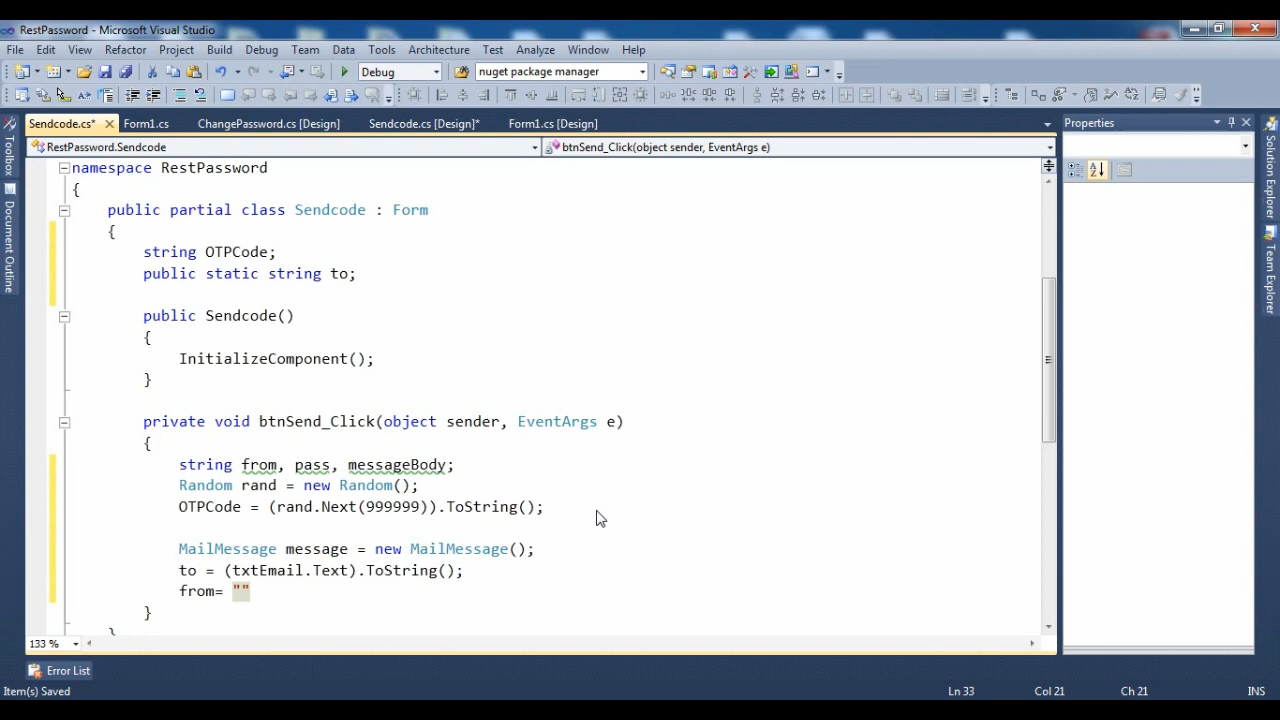 RestPassword - Microsoft Visual Studio
File Edit View Refactor Project Build Debug Team Data Tools Architecture Test Analyze Window Help
Debug nuget package manager
Sendcode.cs* Form1.cs ChangePassword.cs [Design] Sendcode.cs [Design]* Form1.cs [Design]
Properties
RestPassword.Sendcode btnSend_Click(object sender, EventArgs e)
Toolbox
Document Outline
Solution Explorer
Team Explorer
namespace RestPassword
{
public partial class Sendcode : Form
{
string OTPCode;
public static string to;
public Sendcode()
{
InitializeComponent();
}
private void btnSend_Click(object sender, EventArgs e)
{
string from, pass, messageBody;
Random rand = new Random();
OTPCode = (rand.Next(999999)).ToString();
MailMessage message = new MailMessage();
to = (txtEmail.Text).ToString();
from= ""
}
}
133 %
Error List
Item(s) Saved Ln 33 Col 21 Ch 21 INS